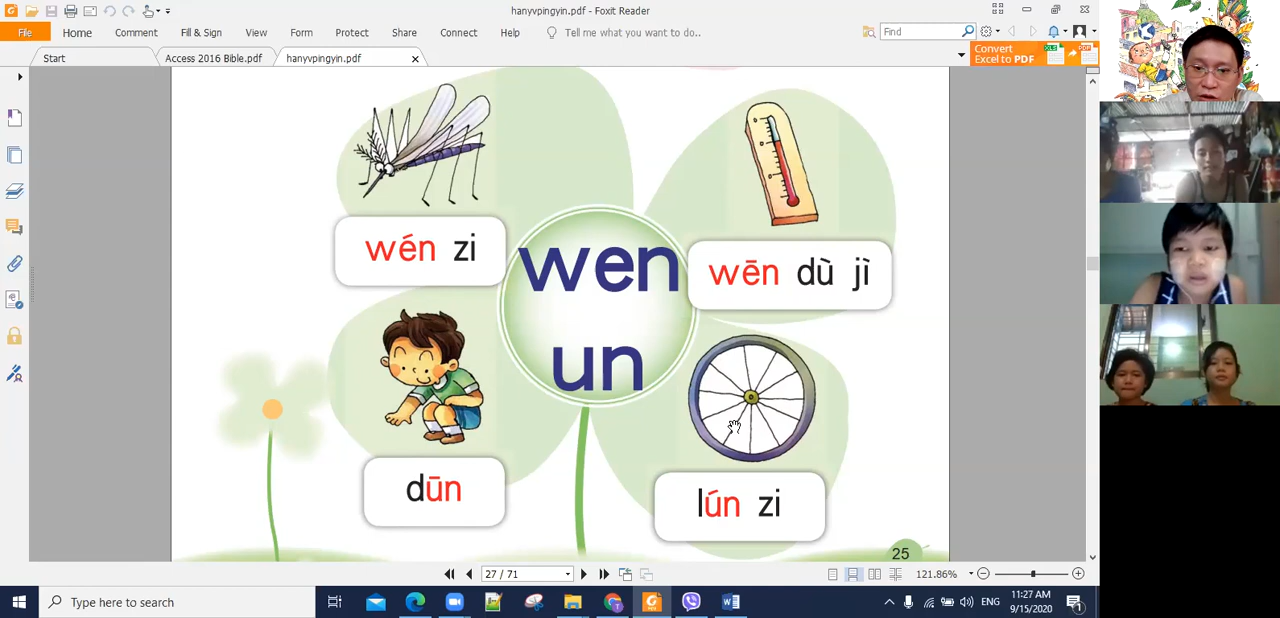 hanyvpingyin.pdf - Foxit Reader
File Home Comment Fill & Sign View Form Protect Share Connect Help Tell me what you want to do.. Find
Start Access 2016 Bible.pdf hanyvpingyin.pdf
Convert
Excel to PDF
wén zi
wēn dù jì
wen
un
dūn
lún zi
25
27 / 71
121.86%
Type here to search
ENG
11:27 AM
9/15/2020
1